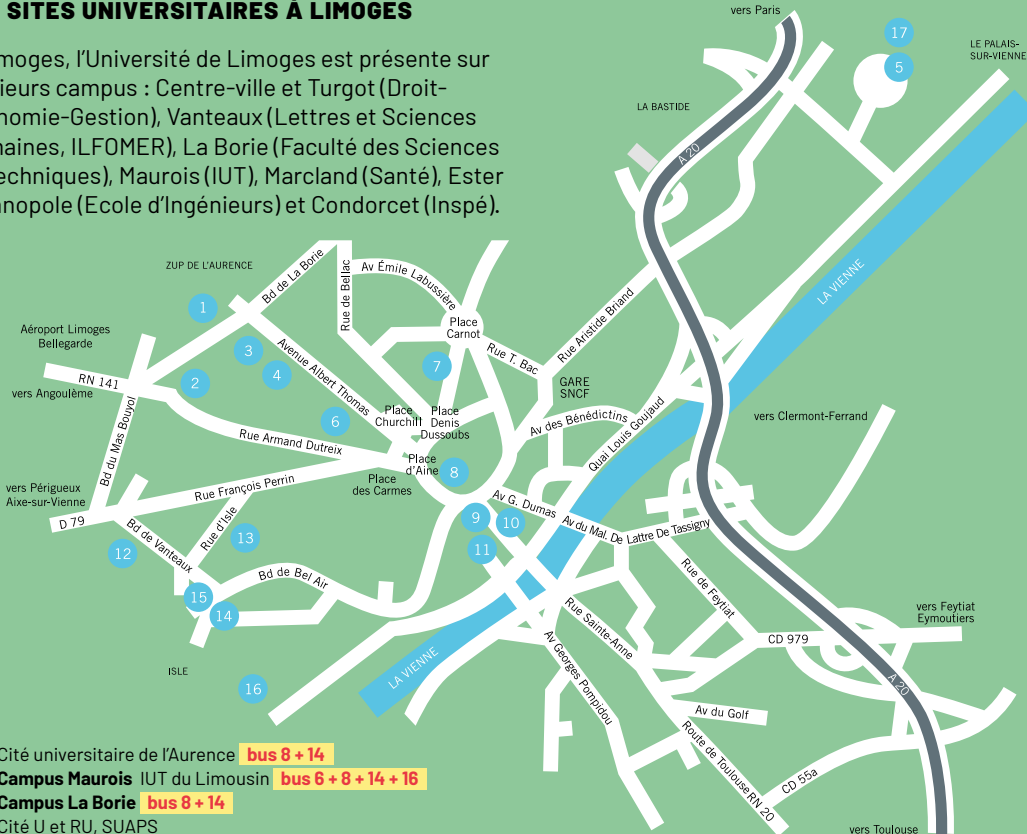 SITES UNIVERSITAIRES À LIMOGES
moges, l’Université de Limoges est présente sur
ieurs campus : Centre-ville et Turgot (Droit-
nomie-Gestion), Vanteaux (Lettres et Sciences
aines, ILFOMER), La Borie (Faculté des Sciences
echniques), Maurois (IUT), Marcland (Santé), Ester
nopole (Ecole d’Ingénieurs) et Condorcet (Inspé).
vers Paris
17
5
LE PALAIS-
SUR-VIENNE
LA BASTIDE
A 20
LA VIENNE
ZUP DE L’AURENCE
Bd de La Borie
Rue de Bellac
Av Émile Labussière
1
Aéroport Limoges
Bellegarde
Place
Carnot
Rue Aristide Briand
3
4
Avenue Albert Thomas
7
Rue T. Bac
RN 141
2
vers Angoulême
GARE
SNCF
Bd du Mas Bouyol
6
Place
Churchill
Place
Denis
Dussoubs
Av des Bénédictins
Quai Louis Goujaud
vers Clermont-Ferrand
Rue Armand Dutreix
Place
d’Aine
8
Place
des Carmes
vers Périgueux
Aixe-sur-Vienne
Rue François Perrin
D 79
Av G. Dumas
Av du Mal. De Lattre De Tassigny
9
10
11
Bd de Vanteaux
Rue d’Isle
13
12
Bd de Bel Air
15
14
Rue de Feytiat
Rue Sainte-Anne
vers Feytiat
Eymoutiers
CD 979
ISLE
16
LA VIENNE
Av Georges Pompidou
A 20
Av du Golf
Route de Toulouse RN 20
CD 55a
vers Toulouse
Cité universitaire de l’Aurence bus 8 + 14
Campus Maurois IUT du Limousin bus 6 + 8 + 14 + 16
Campus La Borie bus 8 + 14
Cité U et RU, SUAPS